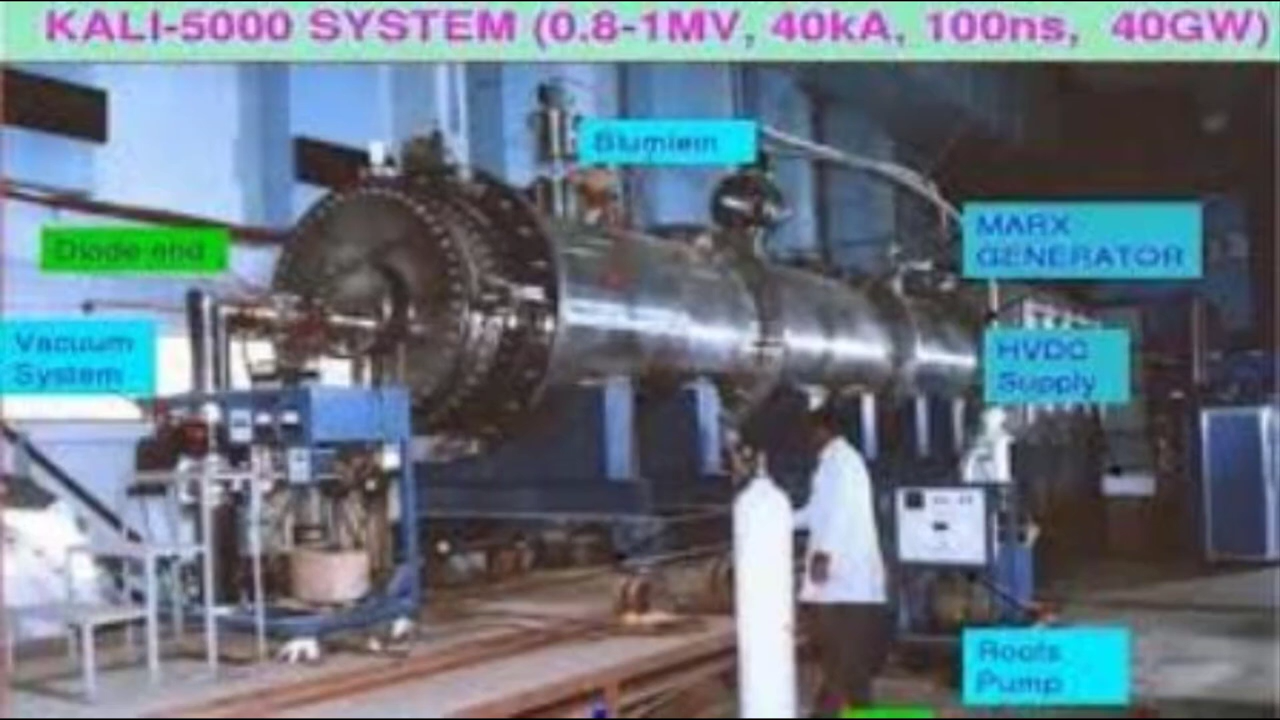 KALI-5000 SYSTEM (0.8-1MV, 40kA, 100ns, 40GW)
Blumlein
MARX
GENERATOR
Diode end
Vacuum
System
HVDC
Supply
Roots
Pump